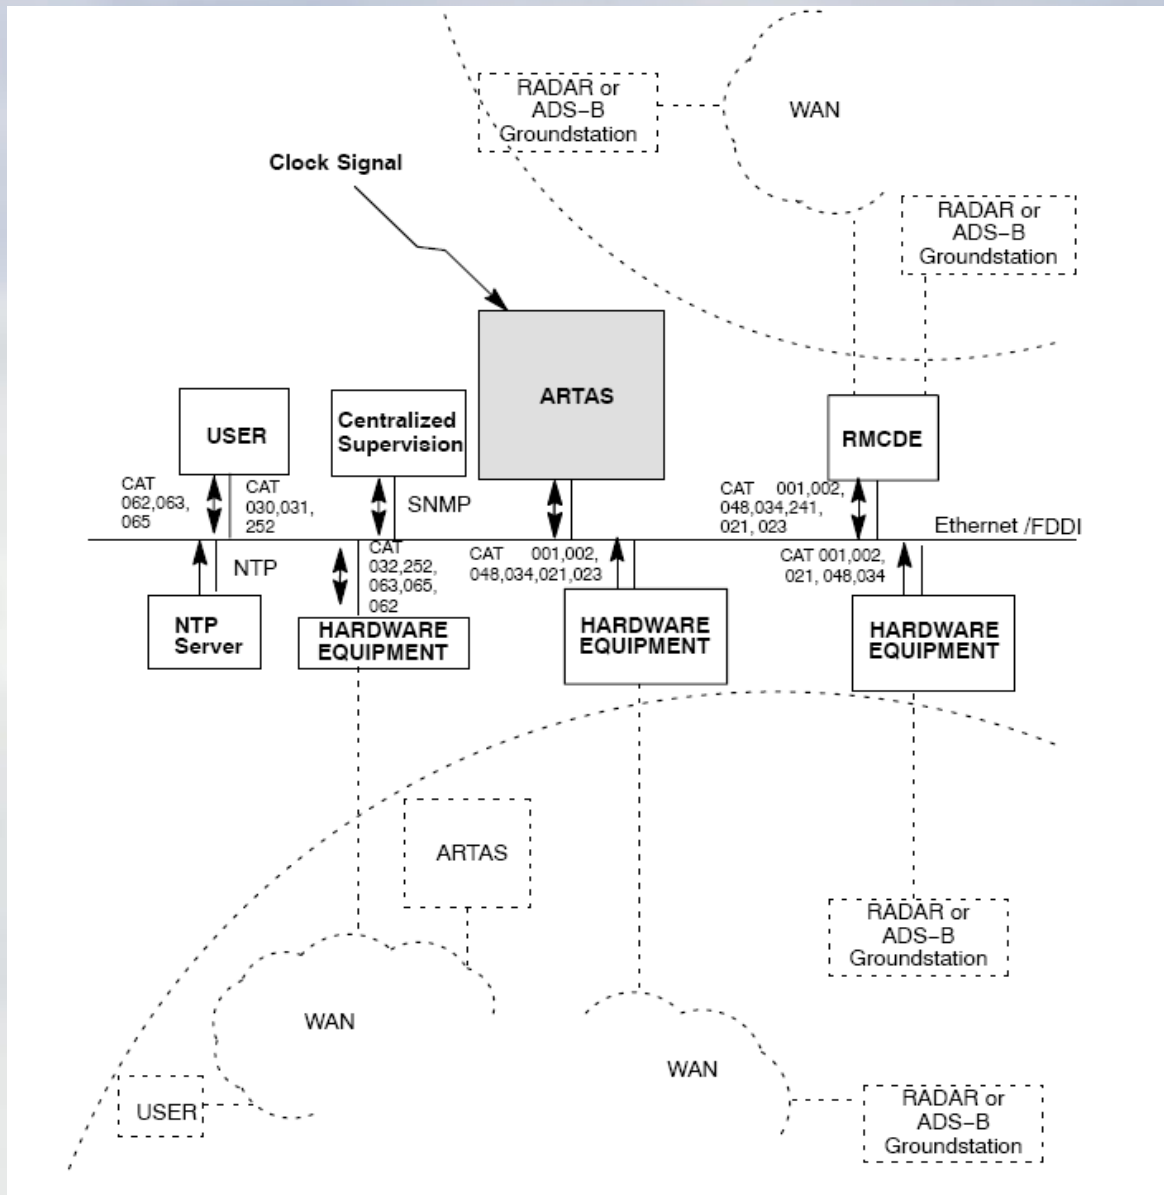 RADAR or
ADS–B
Groundstation
WAN
Clock Signal
RADAR or
ADS–B
Groundstation
ARTAS
USER
Centralized
Supervision
RMCDE
CAT
062,063,
065
CAT
030,031,
252
SNMP
CAT 001,002,
048,034,241,
021, 023
Ethernet /FDDI
NTP
CAT
032,252,
063,065,
062
CAT 001,002,
048,034,021,023
CAT 001,002,
021, 048,034
NTP
Server
HARDWARE
EQUIPMENT
HARDWARE
EQUIPMENT
HARDWARE
EQUIPMENT
ARTAS
RADAR or
ADS–B
Groundstation
WAN
WAN
USER
RADAR or
ADS–B
Groundstation